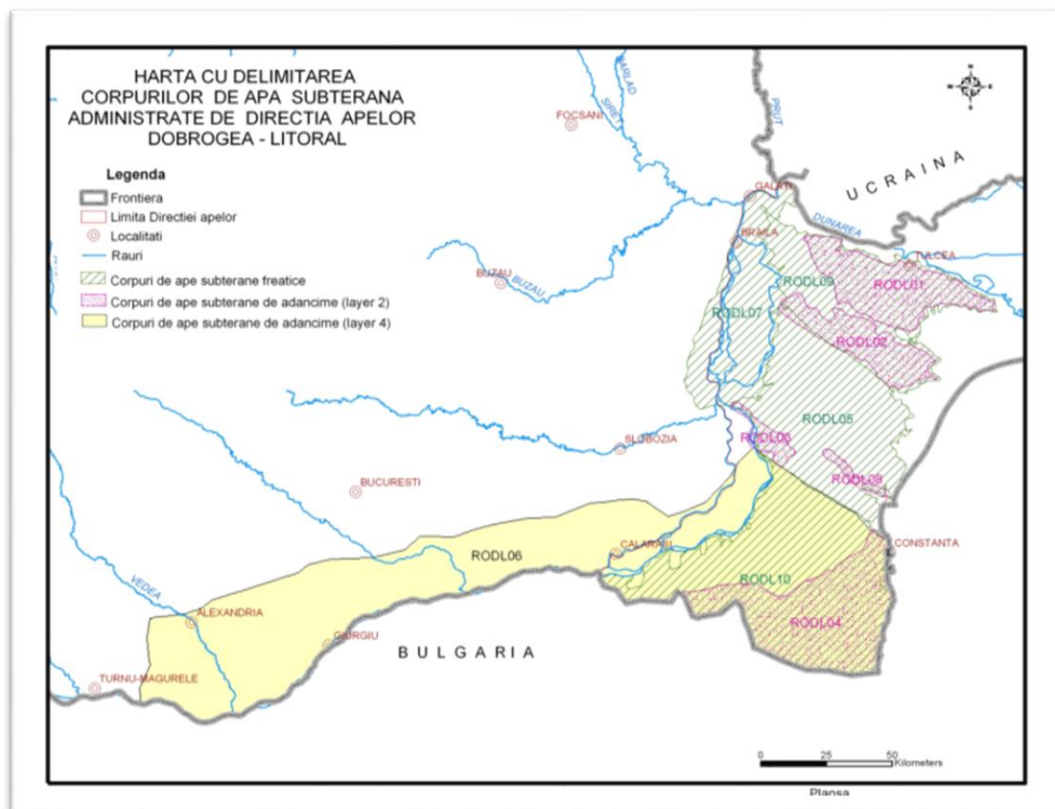 HARTA CU DELIMITAREA
CORPURILOR DE APA SUBTERANA
ADMINISTRATE DE DIRECTIA APELOR
DOBROGEA - LITORAL
Legenda
Frontiera
Limita Directiei apelor
Localitati
Rauri
Corpuri de ape subterane freatice
Corpuri de ape subterane de adancime (layer 2)
Corpuri de ape subterane de adancime (layer 4)
N
W E
S
BARLAD
SIRET
PRUT
FOCSANI
UCRAINA
GALATI
DUNAREA
BRAILA
TULCEA
BUZAU
BUZAU
RODL09
RODL01
RODL07
RODL02
RODL05
RODL03
SLOBOZIA
RODL08
BUCURESTI
CONSTANTA
CALARASI
RODL06
RODL10
VEDEA
ALEXANDRIA
RODL04
GIURGIU
BULGARIA
TURNU-MAGURELE
0 25 50
Kilometers
Plansa